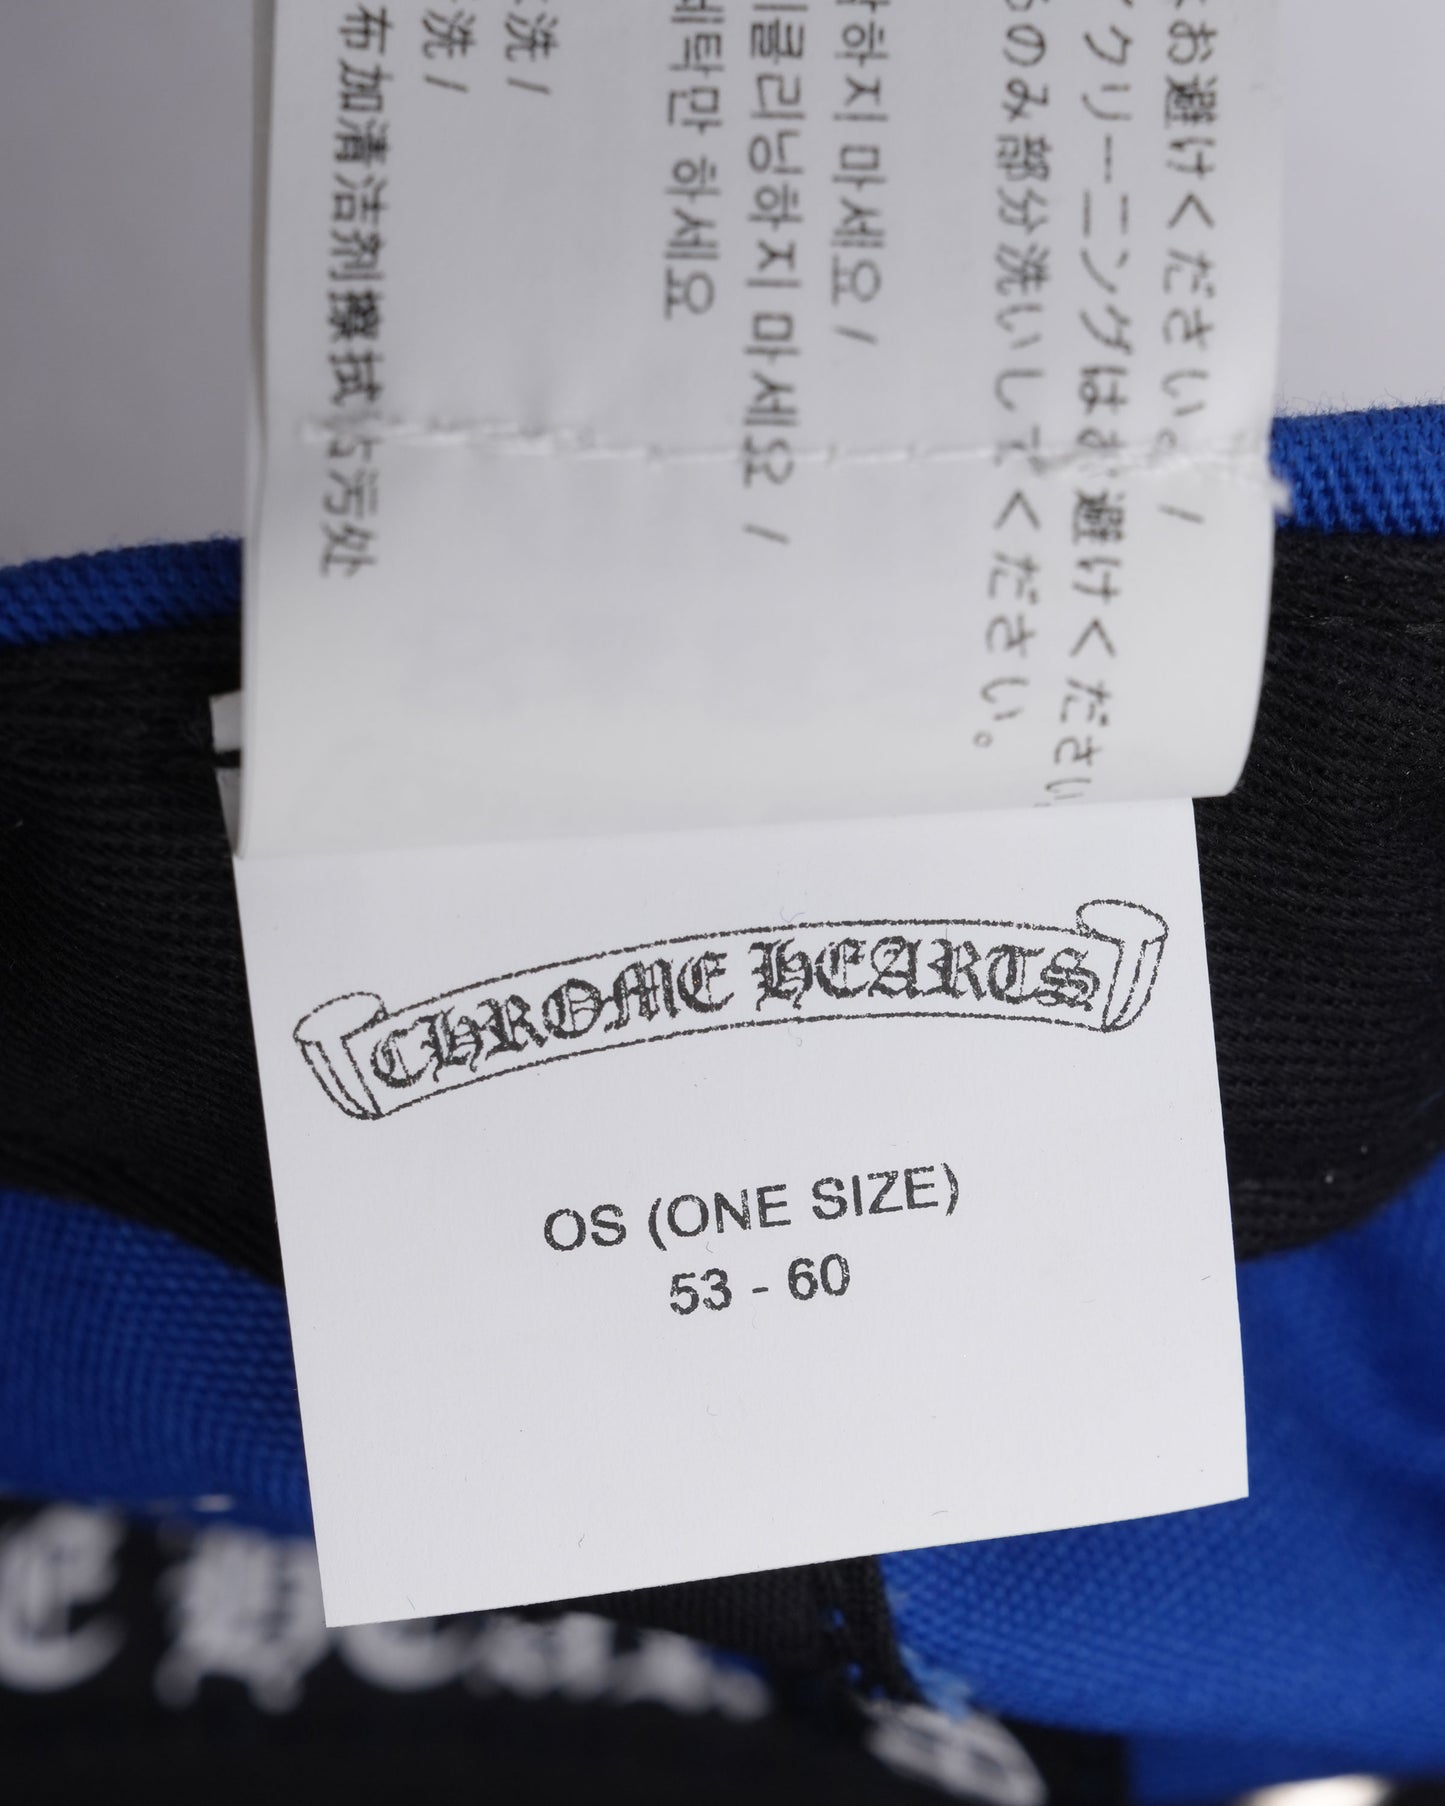 お避けください。/
クリーニングはお避けください
のみ部分洗いしてください。
하지 마세요 /
클리닝하지 마세요 /
세탁만 하세요
洗 /
洗 /
布加清洁剂擦拭沾污处
CHROME HEARTS
OS (ONE SIZE)
53 - 60